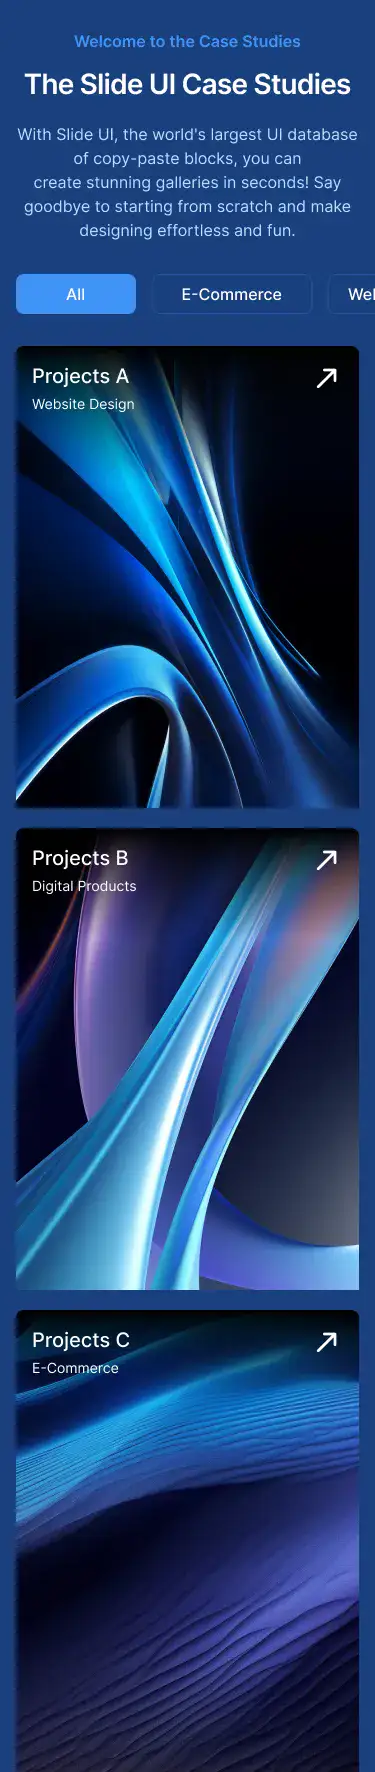 Welcome to the Case Studies
The Slide UI Case Studies
With Slide UI, the world's largest UI database
of copy-paste blocks, you can
create stunning galleries in seconds! Say
goodbye to starting from scratch and make
designing effortless and fun.
All
E-Commerce
Projects A
Website Design
Projects B
Digital Products
Projects C
E-Commerce